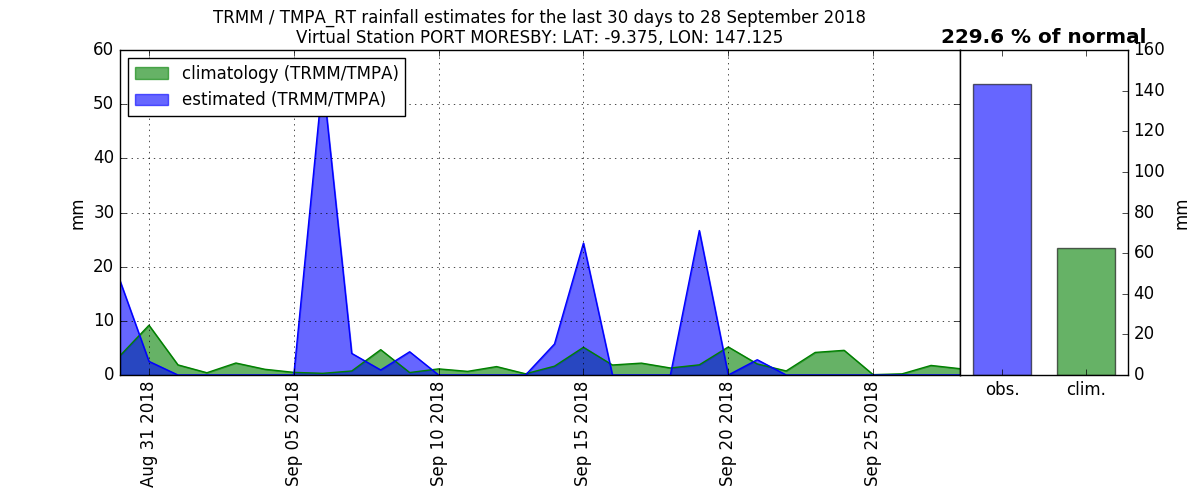 TRMM / TMPA_RT rainfall estimates for the last 30 days to 28 September 2018
Virtual Station PORT MORESBY: LAT: -9.375, LON: 147.125
229.6 % of normal
climatology (TRMM/TMPA)
estimated (TRMM/TMPA)
60
50
40
30
20
10
0
mm
Aug 31 2018
Sep 05 2018
Sep 10 2018
Sep 15 2018
Sep 20 2018
Sep 25 2018
160
140
120
100
80
60
40
20
0
mm
obs.
clim.